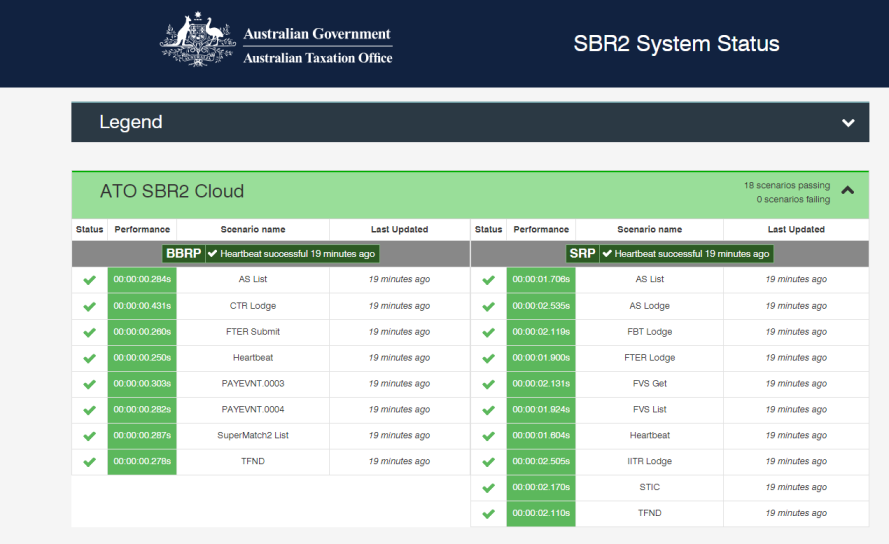 Australian Government
Australian Taxation Office
SBR2 System Status
Legend
ATO SBR2 Cloud
18 scenarios passing
0 scenarios failing
Status Performance Scenario name Last Updated Status Performance Scenario name Last Updated
BBRP Heartbeat successful 19 minutes ago SRP Heartbeat successful 19 minutes ago
00:00:00.284s AS List 19 minutes ago 00:00:01.706s AS List 19 minutes ago
00:00:00.431s CTR Lodge 19 minutes ago 00:00:02.535s AS Lodge 19 minutes ago
00:00:00.260s FTER Submit 19 minutes ago 00:00:02.119s FBT Lodge 19 minutes ago
00:00:00.250s Heartbeat 19 minutes ago 00:00:01.900s FTER Lodge 19 minutes ago
00:00:00.303s PAYEVNT.0003 19 minutes ago 00:00:02.131s FVS Get 19 minutes ago
00:00:00.282s PAYEVNT.0004 19 minutes ago 00:00:01.924s FVS List 19 minutes ago
00:00:00.287s SuperMatch2 List 19 minutes ago 00:00:01.804s Heartbeat 19 minutes ago
00:00:00.278s TFND 19 minutes ago 00:00:02.505s IITR Lodge 19 minutes ago
00:00:02.170s STIC 19 minutes ago
00:00:02.110s TFND 19 minutes ago